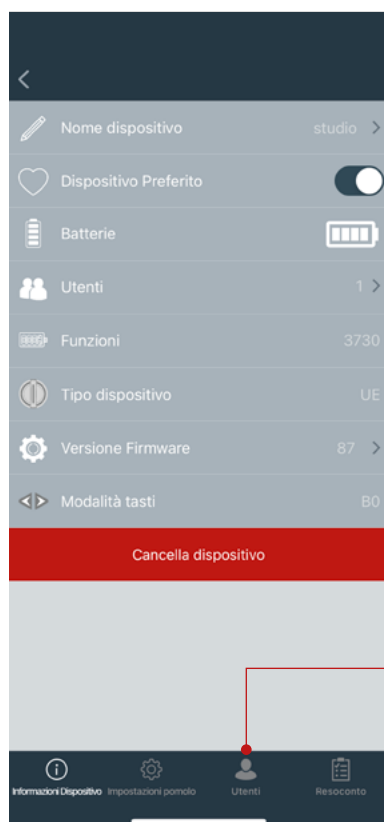 Nome dispositivo studio
Dispositivo Preferito
Batterie
Utenti 1
Funzioni 3730
Tipo dispositivo UE
Versione Firmware 87
Modalità tasti B0
Cancella dispositivo
Informazioni Dispositivo Impostazioni pomolo Utenti Resoconto